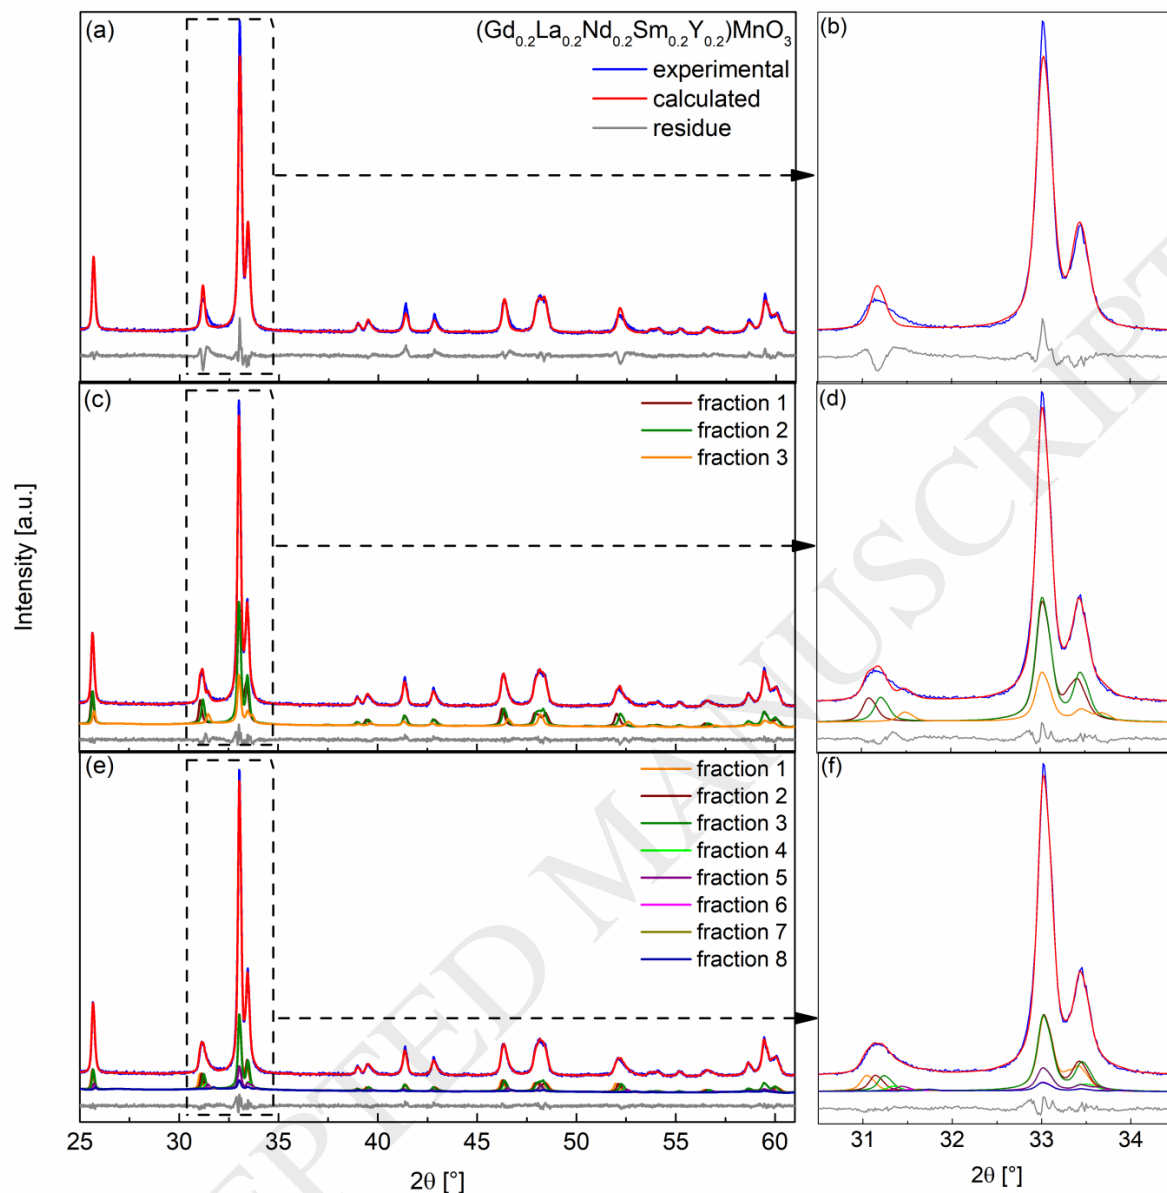 (a)
(Gd0.2La0.2Nd0.2Sm0.2Y0.2)MnO3
experimental
calculated
residue
(b)
(c)
fraction 1
fraction 2
fraction 3
(d)
Intensity [a.u.]
(e)
fraction 1
fraction 2
fraction 3
fraction 4
fraction 5
fraction 6
fraction 7
fraction 8
(f)
25 30 35 40 45 50 55 60
31 32 33 34
2θ [°]
2θ [°]
EPTED MANUSCRIPT